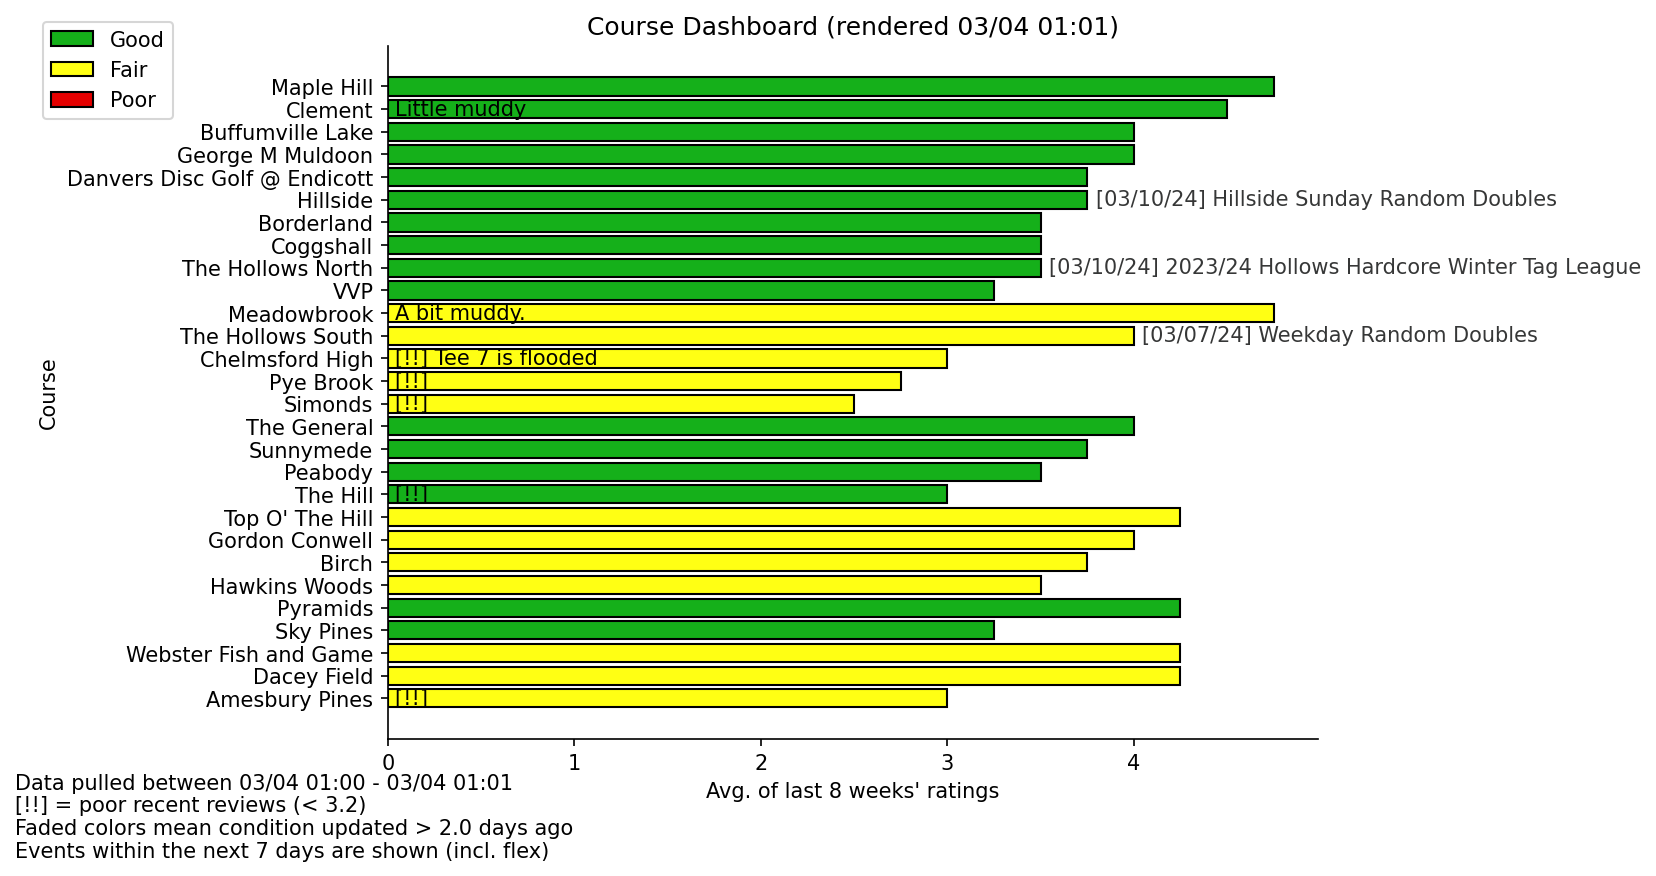 Course Dashboard (rendered 03/04 01:01)
Good
Fair
Poor
Course
Maple Hill
Clement Little muddy
Buffumville Lake
George M Muldoon
Danvers Disc Golf @ Endicott
Hillside [03/10/24] Hillside Sunday Random Doubles
Borderland
Coggshall
The Hollows North [03/10/24] 2023/24 Hollows Hardcore Winter Tag League
VVP
Meadowbrook A bit muddy.
The Hollows South [03/07/24] Weekday Random Doubles
Chelmsford High [!!] Tee 7 is flooded
Pye Brook [!!]
Simonds [!!]
The General
Sunnymede
Peabody
The Hill [!!]
Top O' The Hill
Gordon Conwell
Birch
Hawkins Woods
Pyramids
Sky Pines
Webster Fish and Game
Dacey Field
Amesbury Pines [!!]
0 1 2 3 4
Avg. of last 8 weeks' ratings
Data pulled between 03/04 01:00 - 03/04 01:01
[!!] = poor recent reviews (< 3.2)
Faded colors mean condition updated > 2.0 days ago
Events within the next 7 days are shown (incl. flex)